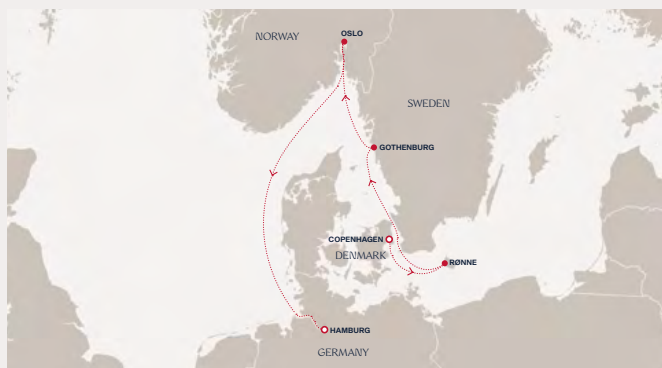 OSLO
NORWAY
SWEDEN
GOTHENBURG
COPENHAGEN
DENMARK
RØNNE
HAMBURG
GERMANY